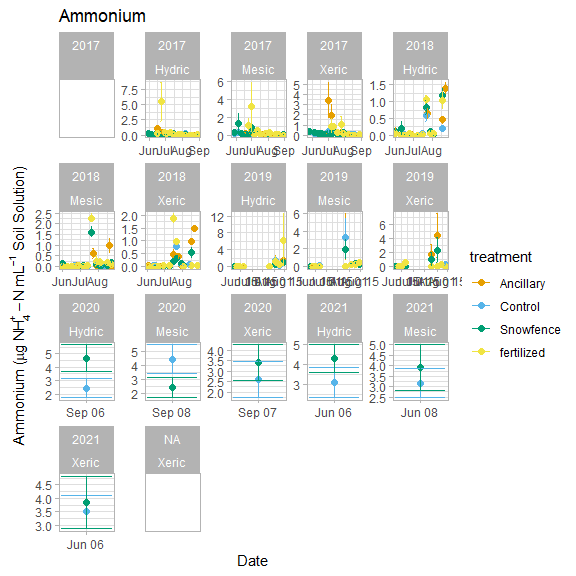 Ammonium
2017 2017 2017 2017 2018
Hydric Mesic Xeric Hydric
7.5 6 5 1.5
5.0 4 4 1.0
2.5 2 3 0.5
0.0 0 2 0.0
1
0
JunJulAugSep JunJulAugSep JunJulAugSep JunJulAug
2018 2018 2019 2019 2019
Mesic Xeric Hydric Mesic Xeric
2.5 2.0 12 6 6
2.0 1.5 8 4 4
1.5 1.0 4 2 2
1.0 0.5 0 0 0
0.5 0.0
0.0
JunJulAug JunJulAug
2020 2020 2020 2021 2021
Hydric Mesic Xeric Hydric Mesic
5 5 4.0 5 5.0
4 4 3.5 4 4.5
3 3 3.0 3 4.0
2 2 2.5 3.5
2.0 3.0
2.5
Sep 06 Sep 08 Sep 07 Jun 06 Jun 08
2021 NA
Xeric Xeric
4.5
4.0
3.5
3.0
Jun 06
Date
Ammonium (µg NH4+ − N mL−1 Soil Solution)
treatment
Ancillary
Control
Snowfence
fertilized